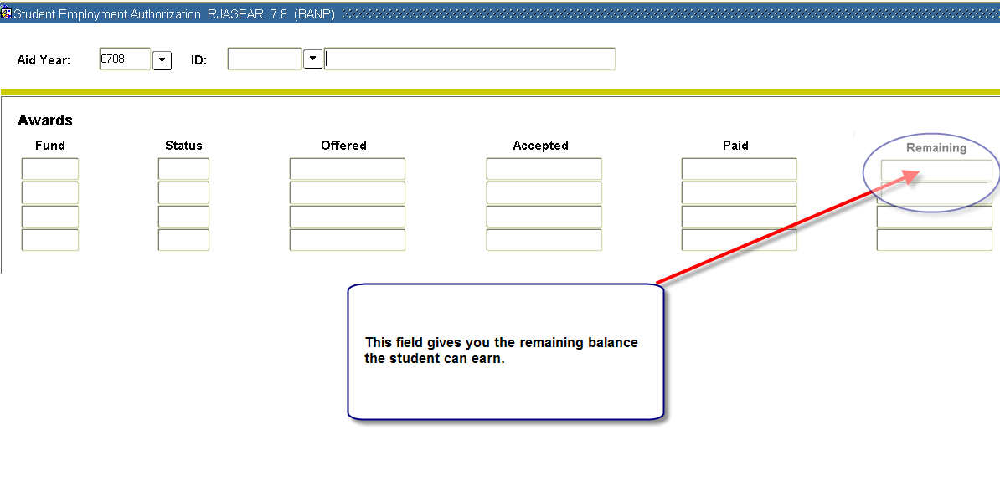 Student Employment Authorization RJASEAR 7.8 (BANP)
Aid Year: 0708 ID:
Awards
Fund Status Offered Accepted Paid Remaining
This field gives you the remaining balance
the student can earn.